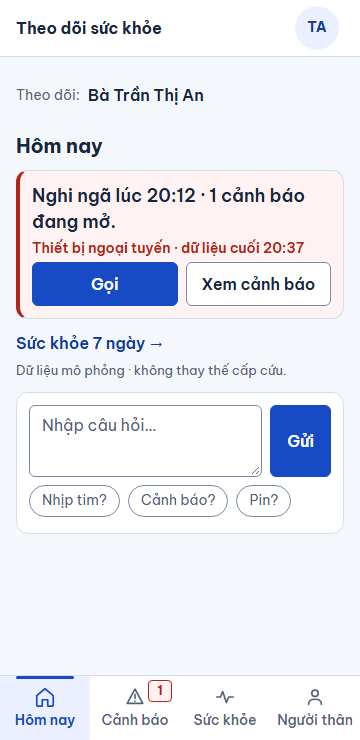 Theo dõi sức khỏe
TA
Theo dõi: Bà Trần Thị An
Hôm nay
Nghi ngã lúc 20:12 · 1 cảnh báo
đang mở.
Thiết bị ngoại tuyến · dữ liệu cuối 20:37
Gọi
Xem cảnh báo
Sức khỏe 7 ngày →
Dữ liệu mô phỏng · không thay thế cấp cứu.
Nhập câu hỏi...
Gửi
Nhịp tim?
Cảnh báo?
Pin?
1
Hôm nay
Cảnh báo
Sức khỏe
Người thân